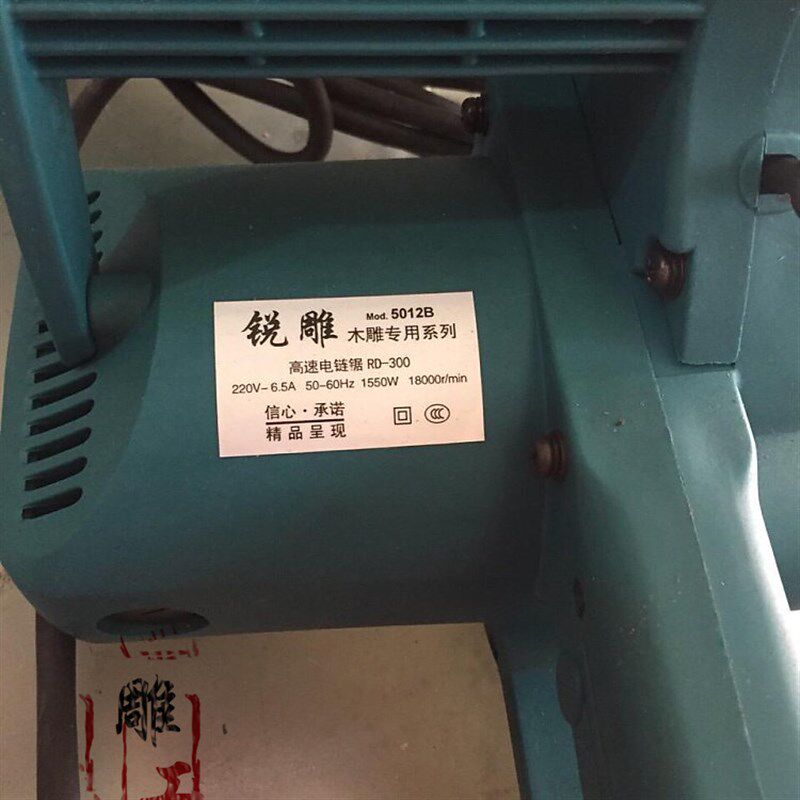 锐雕 Mod. 5012B
木雕专用系列
高速电链锯 RD-300
220V~6.5A 50-60Hz 1550W 18000r/min
信心·承诺
精品呈现
CCC
雕